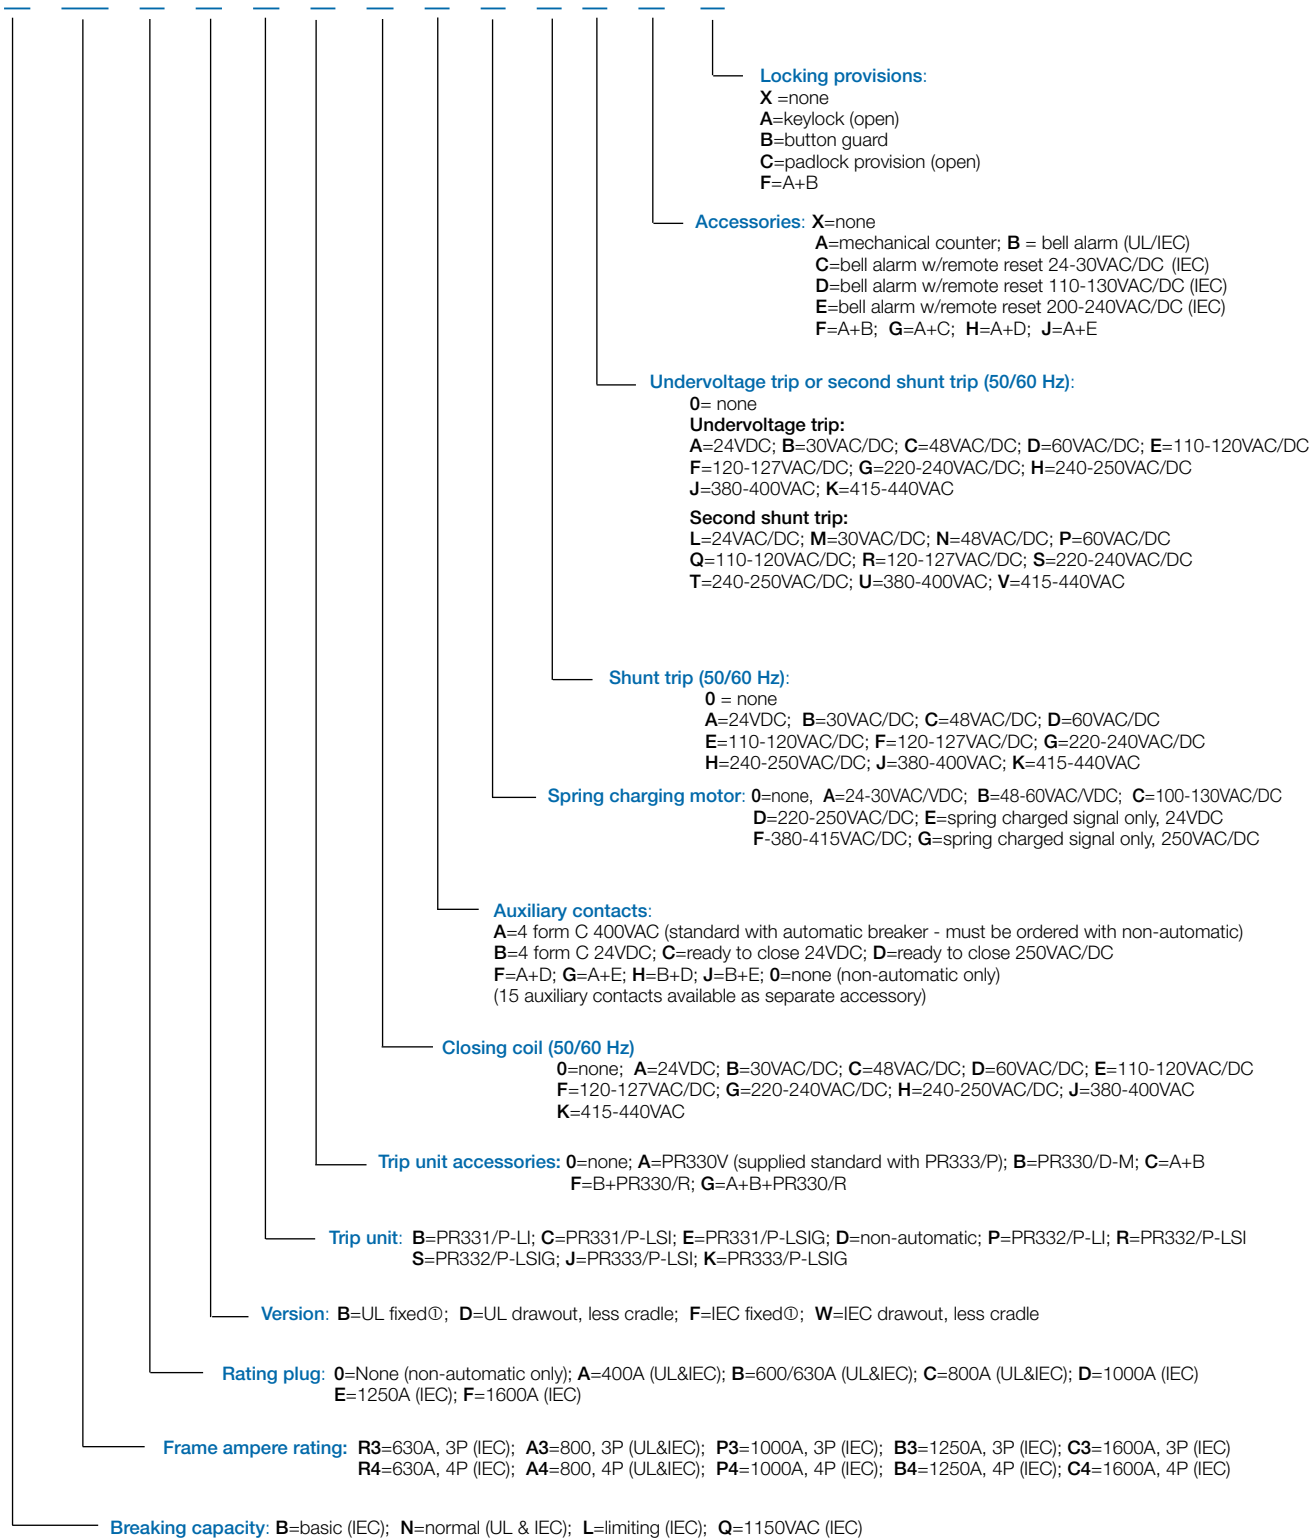 Locking provisions:
X =none
A=keylock (open)
B=button guard
C=padlock provision (open)
F=A+B
Accessories: X=none
A=mechanical counter; B = bell alarm (UL/IEC)
C=bell alarm w/remote reset 24-30VAC/DC (IEC)
D=bell alarm w/remote reset 110-130VAC/DC (IEC)
E=bell alarm w/remote reset 200-240VAC/DC (IEC)
F=A+B; G=A+C; H=A+D; J=A+E
Undervoltage trip or second shunt trip (50/60 Hz):
0= none
Undervoltage trip:
A=24VDC; B=30VAC/DC; C=48VAC/DC; D=60VAC/DC; E=110-120VAC/DC
F=120-127VAC/DC; G=220-240VAC/DC; H=240-250VAC/DC
J=380-400VAC; K=415-440VAC
Second shunt trip:
L=24VAC/DC; M=30VAC/DC; N=48VAC/DC; P=60VAC/DC
Q=110-120VAC/DC; R=120-127VAC/DC; S=220-240VAC/DC
T=240-250VAC/DC; U=380-400VAC; V=415-440VAC
Shunt trip (50/60 Hz):
0 = none
A=24VDC; B=30VAC/DC; C=48VAC/DC; D=60VAC/DC
E=110-120VAC/DC; F=120-127VAC/DC; G=220-240VAC/DC
H=240-250VAC/DC; J=380-400VAC; K=415-440VAC
Spring charging motor: 0=none, A=24-30VAC/VDC; B=48-60VAC/VDC; C=100-130VAC/DC
D=220-250VAC/DC; E=spring charged signal only, 24VDC
F-380-415VAC/DC; G=spring charged signal only, 250VAC/DC
Auxiliary contacts:
A=4 form C 400VAC (standard with automatic breaker - must be ordered with non-automatic)
B=4 form C 24VDC; C=ready to close 24VDC; D=ready to close 250VAC/DC
F=A+D; G=A+E; H=B+D; J=B+E; 0=none (non-automatic only)
(15 auxiliary contacts available as separate accessory)
Closing coil (50/60 Hz)
0=none; A=24VDC; B=30VAC/DC; C=48VAC/DC; D=60VAC/DC; E=110-120VAC/DC
F=120-127VAC/DC; G=220-240VAC/DC; H=240-250VAC/DC; J=380-400VAC
K=415-440VAC
Trip unit accessories: 0=none; A=PR330V (supplied standard with PR333/P); B=PR330/D-M; C=A+B
F=B+PR330/R; G=A+B+PR330/R
Trip unit: B=PR331/P-LI; C=PR331/P-LSI; E=PR331/P-LSIG; D=non-automatic; P=PR332/P-LI; R=PR332/P-LSI
S=PR332/P-LSIG; J=PR333/P-LSI; K=PR333/P-LSIG
Version: B=UL fixed①; D=UL drawout, less cradle; F=IEC fixed①; W=IEC drawout, less cradle
Rating plug: 0=None (non-automatic only); A=400A (UL&IEC); B=600/630A (UL&IEC); C=800A (UL&IEC); D=1000A (IEC)
E=1250A (IEC); F=1600A (IEC)
Frame ampere rating: R3=630A, 3P (IEC); A3=800, 3P (UL&IEC); P3=1000A, 3P (IEC); B3=1250A, 3P (IEC); C3=1600A, 3P (IEC)
R4=630A, 4P (IEC); A4=800, 4P (UL&IEC); P4=1000A, 4P (IEC); B4=1250A, 4P (IEC); C4=1600A, 4P (IEC)
Breaking capacity: B=basic (IEC); N=normal (UL & IEC); L=limiting (IEC); Q=1150VAC (IEC)